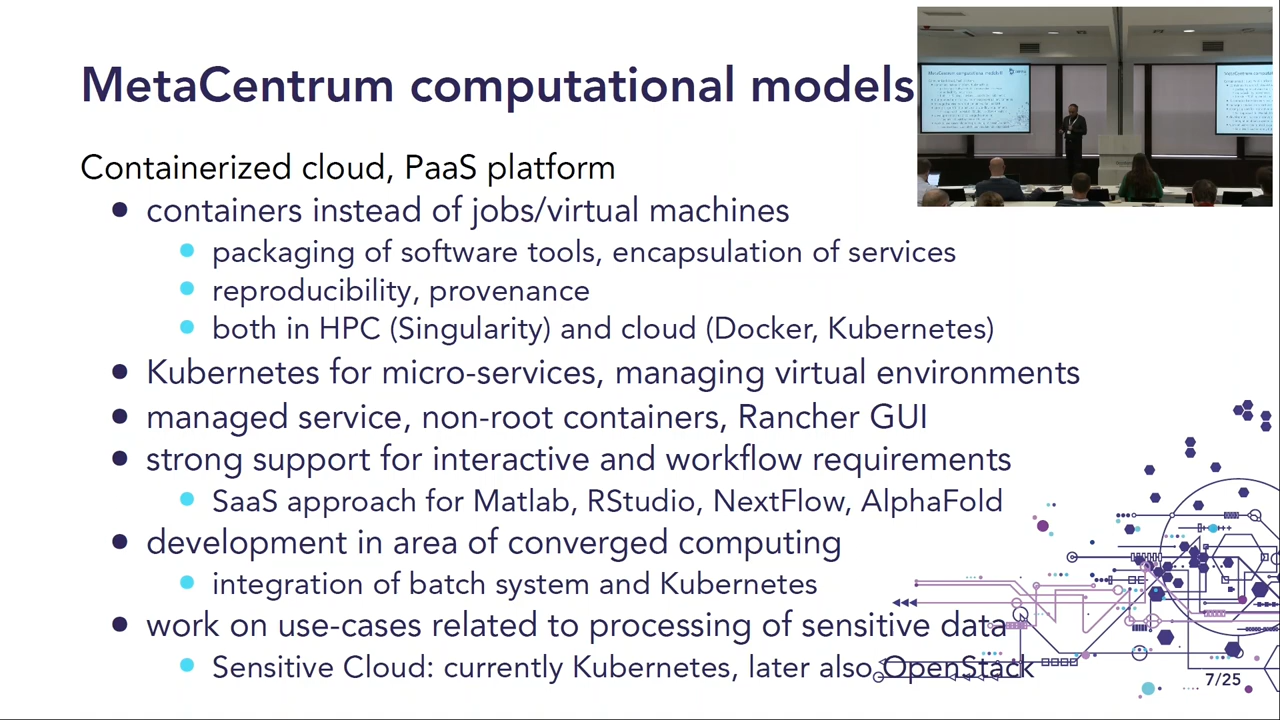 MetaCentrum computational models
Containerized cloud, PaaS platform
• containers instead of jobs/virtual machines
• packaging of software tools, encapsulation of services
• reproducibility, provenance
• both in HPC (Singularity) and cloud (Docker, Kubernetes)
• Kubernetes for micro-services, managing virtual environments
• managed service, non-root containers, Rancher GUI
• strong support for interactive and workflow requirements
• SaaS approach for Matlab, RStudio, NextFlow, AlphaFold
• development in area of converged computing
• integration of batch system and Kubernetes
• work on use-cases related to processing of sensitive data
• Sensitive Cloud: currently Kubernetes, later also OpenStack
7/25